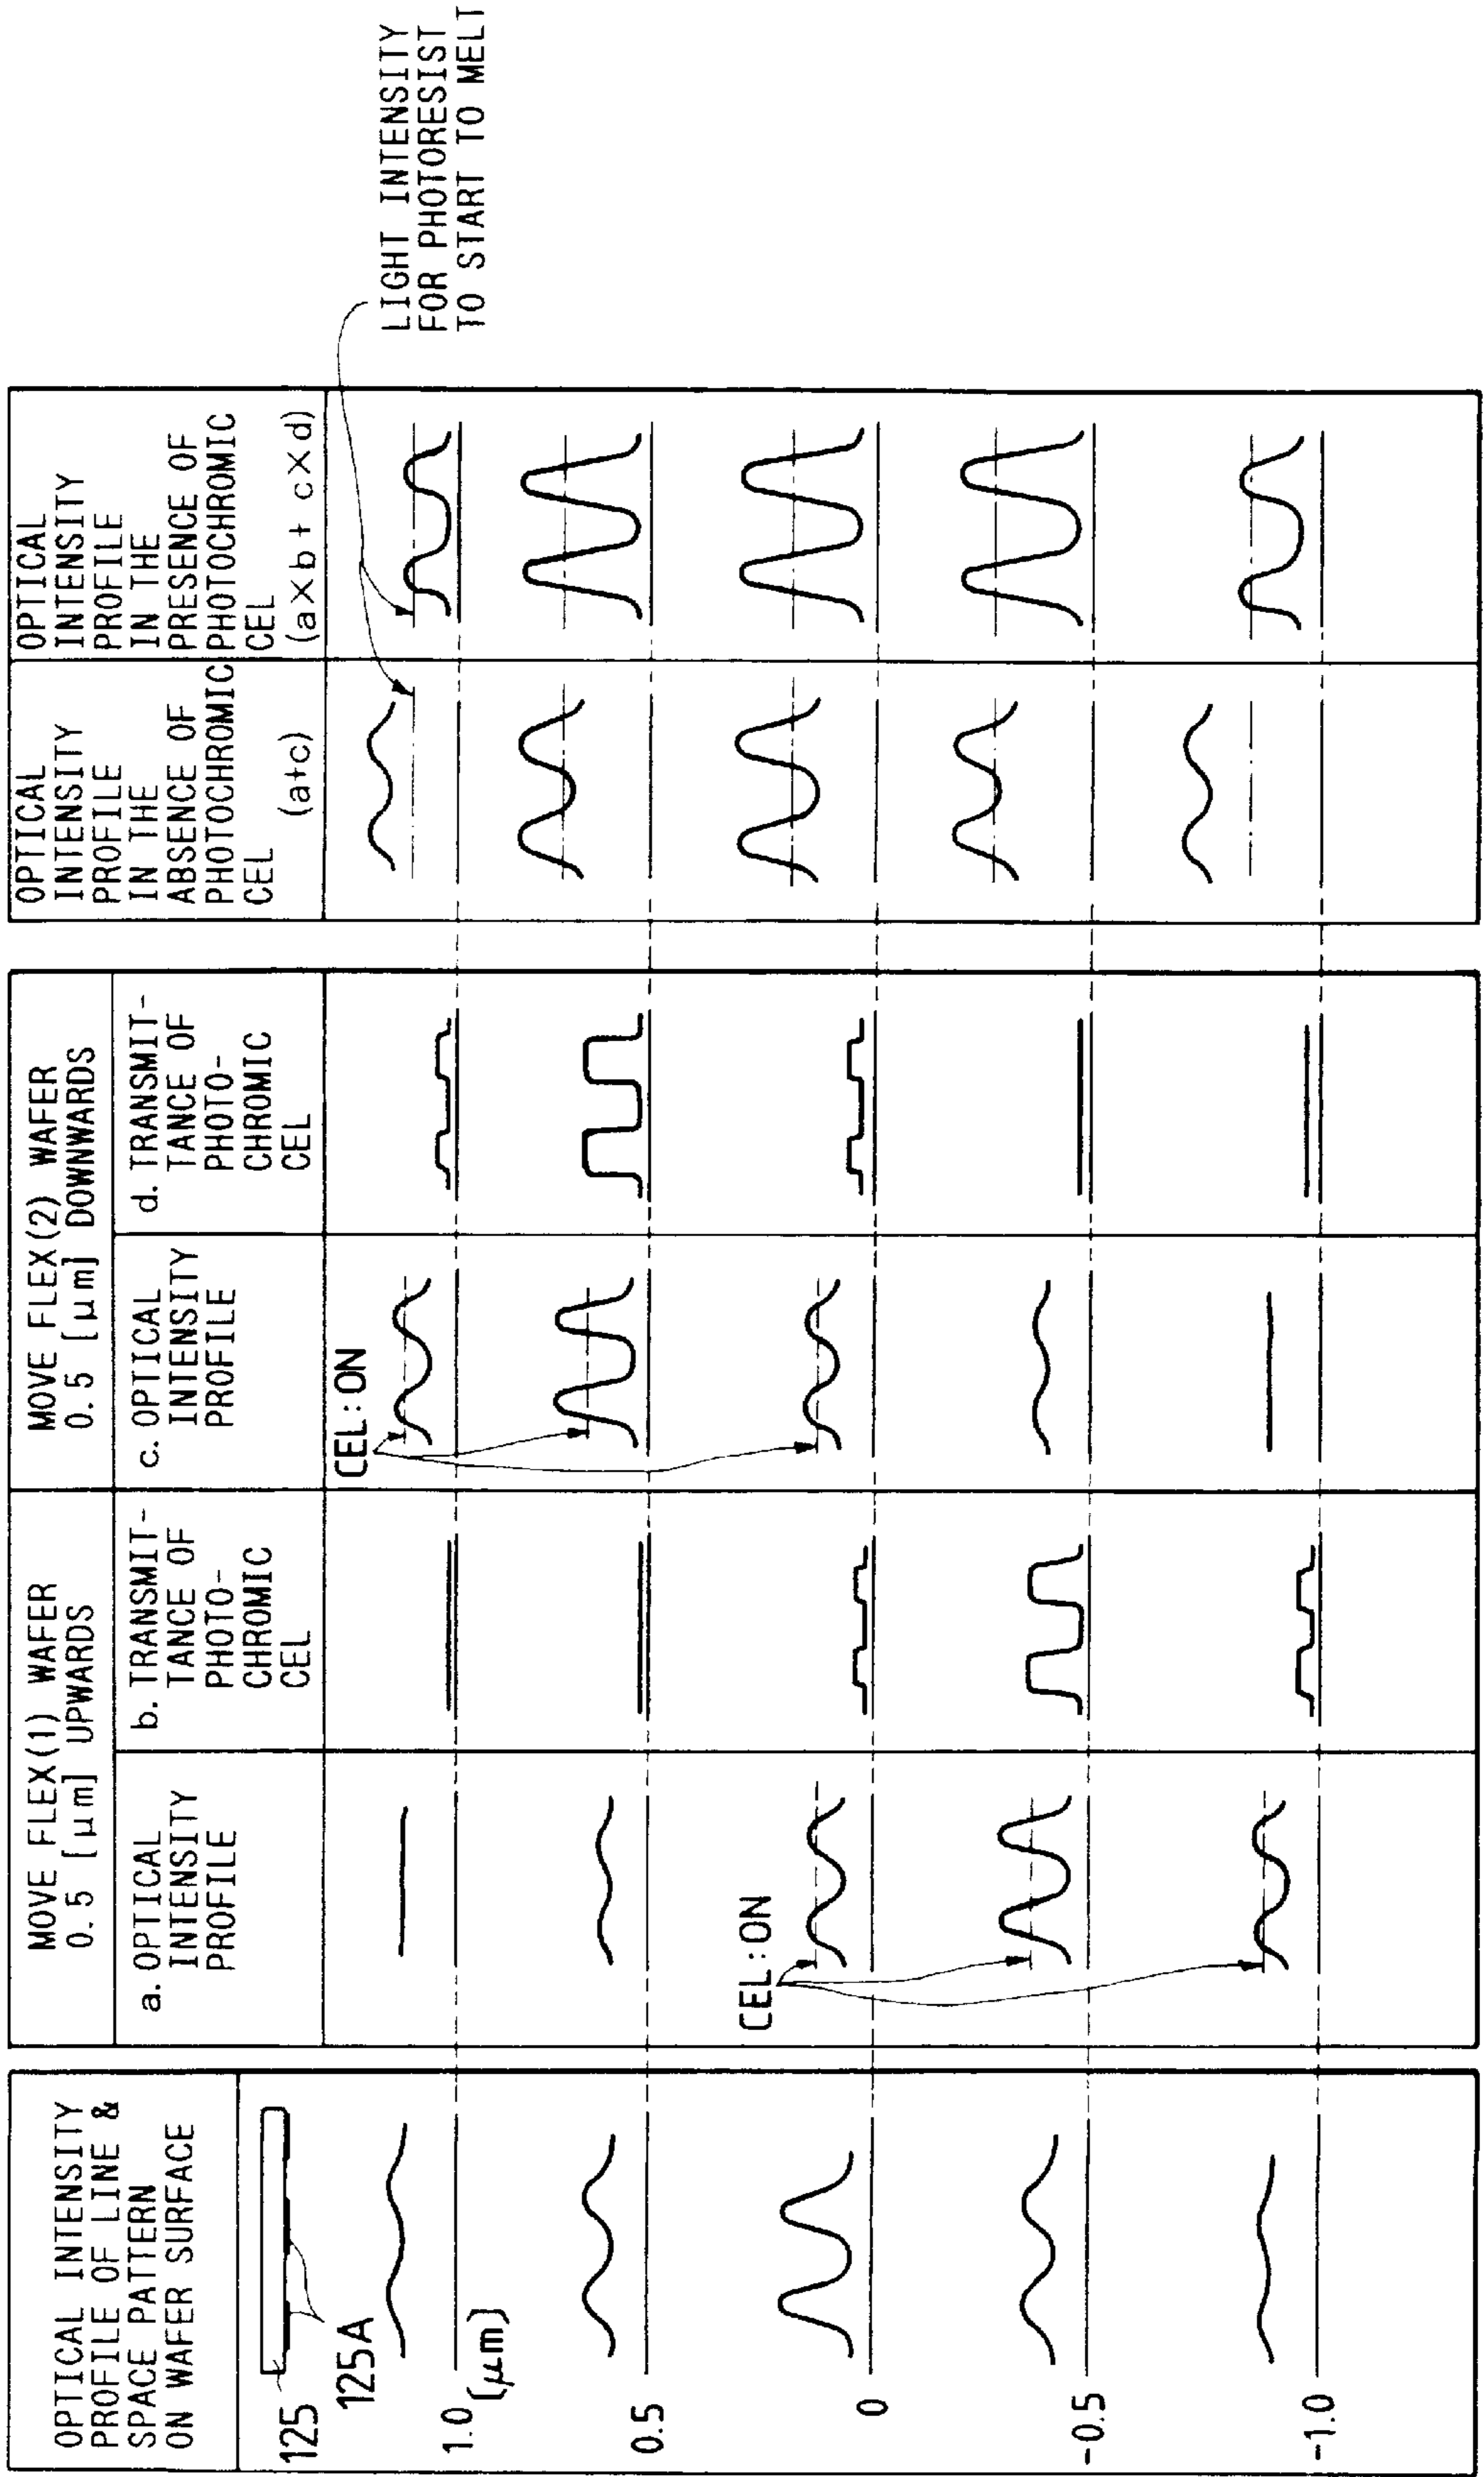 OPTICAL INTENSITY
PROFILE OF LINE &
SPACE PATTERN
ON WAFER SURFACE
125
125A
1.0
(μm)
0.5
0
-0.5
-1.0
MOVE FLEX(1) WAFER
0.5 [μm] UPWARDS
a. OPTICAL
INTENSITY
PROFILE
CEL:ON
b. TRANSMIT-
TANCE OF
PHOTO-
CHROMIC
CEL
MOVE FLEX(2) WAFER
0.5 [μm] DOWNWARDS
c. OPTICAL
INTENSITY
PROFILE
CEL:ON
d. TRANSMIT-
TANCE OF
PHOTO-
CHROMIC
CEL
OPTICAL
INTENSITY
PROFILE
IN THE
ABSENCE OF
PHOTOCHROMIC
CEL
(a+c)
OPTICAL
INTENSITY
PROFILE
IN THE
PRESENCE OF
PHOTOCHROMIC
CEL
(a×b + c×d)
LIGHT INTENSITY
FOR PHOTORESIST
TO START TO MELT